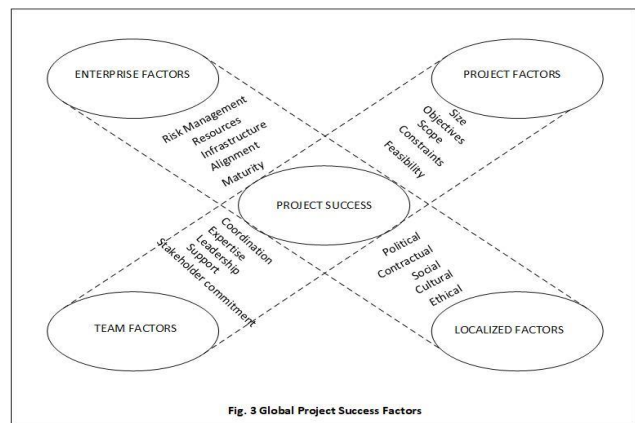 ENTERPRISE FACTORS
PROJECT FACTORS
Risk Management
Resources
Infrastructure
Alignment
Maturity
Size
Objectives
Scope
Constraints
Feasibility
PROJECT SUCCESS
Coordination
Expertise
Leadership
Support
Stakeholder commitment
Political
Contractual
Social
Cultural
Ethical
TEAM FACTORS
LOCALIZED FACTORS
Fig. 3 Global Project Success Factors